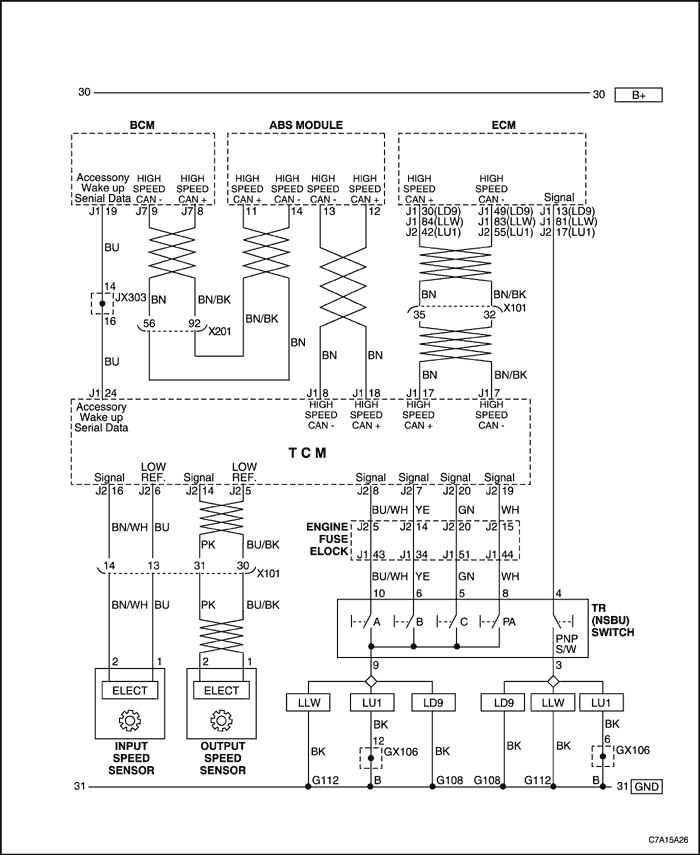 30 30 B+
BCM ABS MODULE ECM
Accessory Wake up Serial Data
HIGH SPEED CAN -
HIGH SPEED CAN +
HIGH SPEED CAN +
HIGH SPEED CAN -
HIGH SPEED CAN -
HIGH SPEED CAN +
HIGH SPEED CAN +
HIGH SPEED CAN -
Signal
J1 19 J7 9 J7 8 11 14 13 12 J1 30(LD9) J1 49(LD9) J1 13(LD9)
J1 84(LLW) J1 83(LLW) J1 81(LLW)
J2 42(LU1) J2 55(LU1) J2 17(LU1)
BU
14
JX303 BN BN/BK BN BN/BK
16 56 92 X201 BN/BK 35 32 X101
BN
BU BN BN BN BN/BK
J1 24 J1 8 J1 18 J1 17 J1 7
Accessory Wake up Serial Data
HIGH SPEED CAN -
HIGH SPEED CAN +
HIGH SPEED CAN +
HIGH SPEED CAN -
TCM
Signal LOW REF. Signal LOW REF. Signal Signal Signal Signal
J2 16 J2 6 J2 14 J2 5 J2 8 J2 7 J2 20 J2 19
BU/WH YE GN WH
BN/WH BU PK BU/BK
ENGINE FUSE ELOCK
J2 5 J2 14 J2 20 J2 15
J1 43 J1 34 J1 51 J1 44
14 13 31 30 X101
BU/WH YE GN WH
BN/WH BU PK BU/BK
10 6 5 8 4
A B C PA PNP S/W
TR (NSBU) SWITCH
2 1 2 1 9 3
ELECT ELECT
LLW LU1 LD9 LD9 LLW LU1
BK BK
12 6
GX106 GX106
BK BK BK BK
INPUT SPEED SENSOR
OUTPUT SPEED SENSOR
31 G112 B G108 G108 G112 B 31 GND
C7A15A26